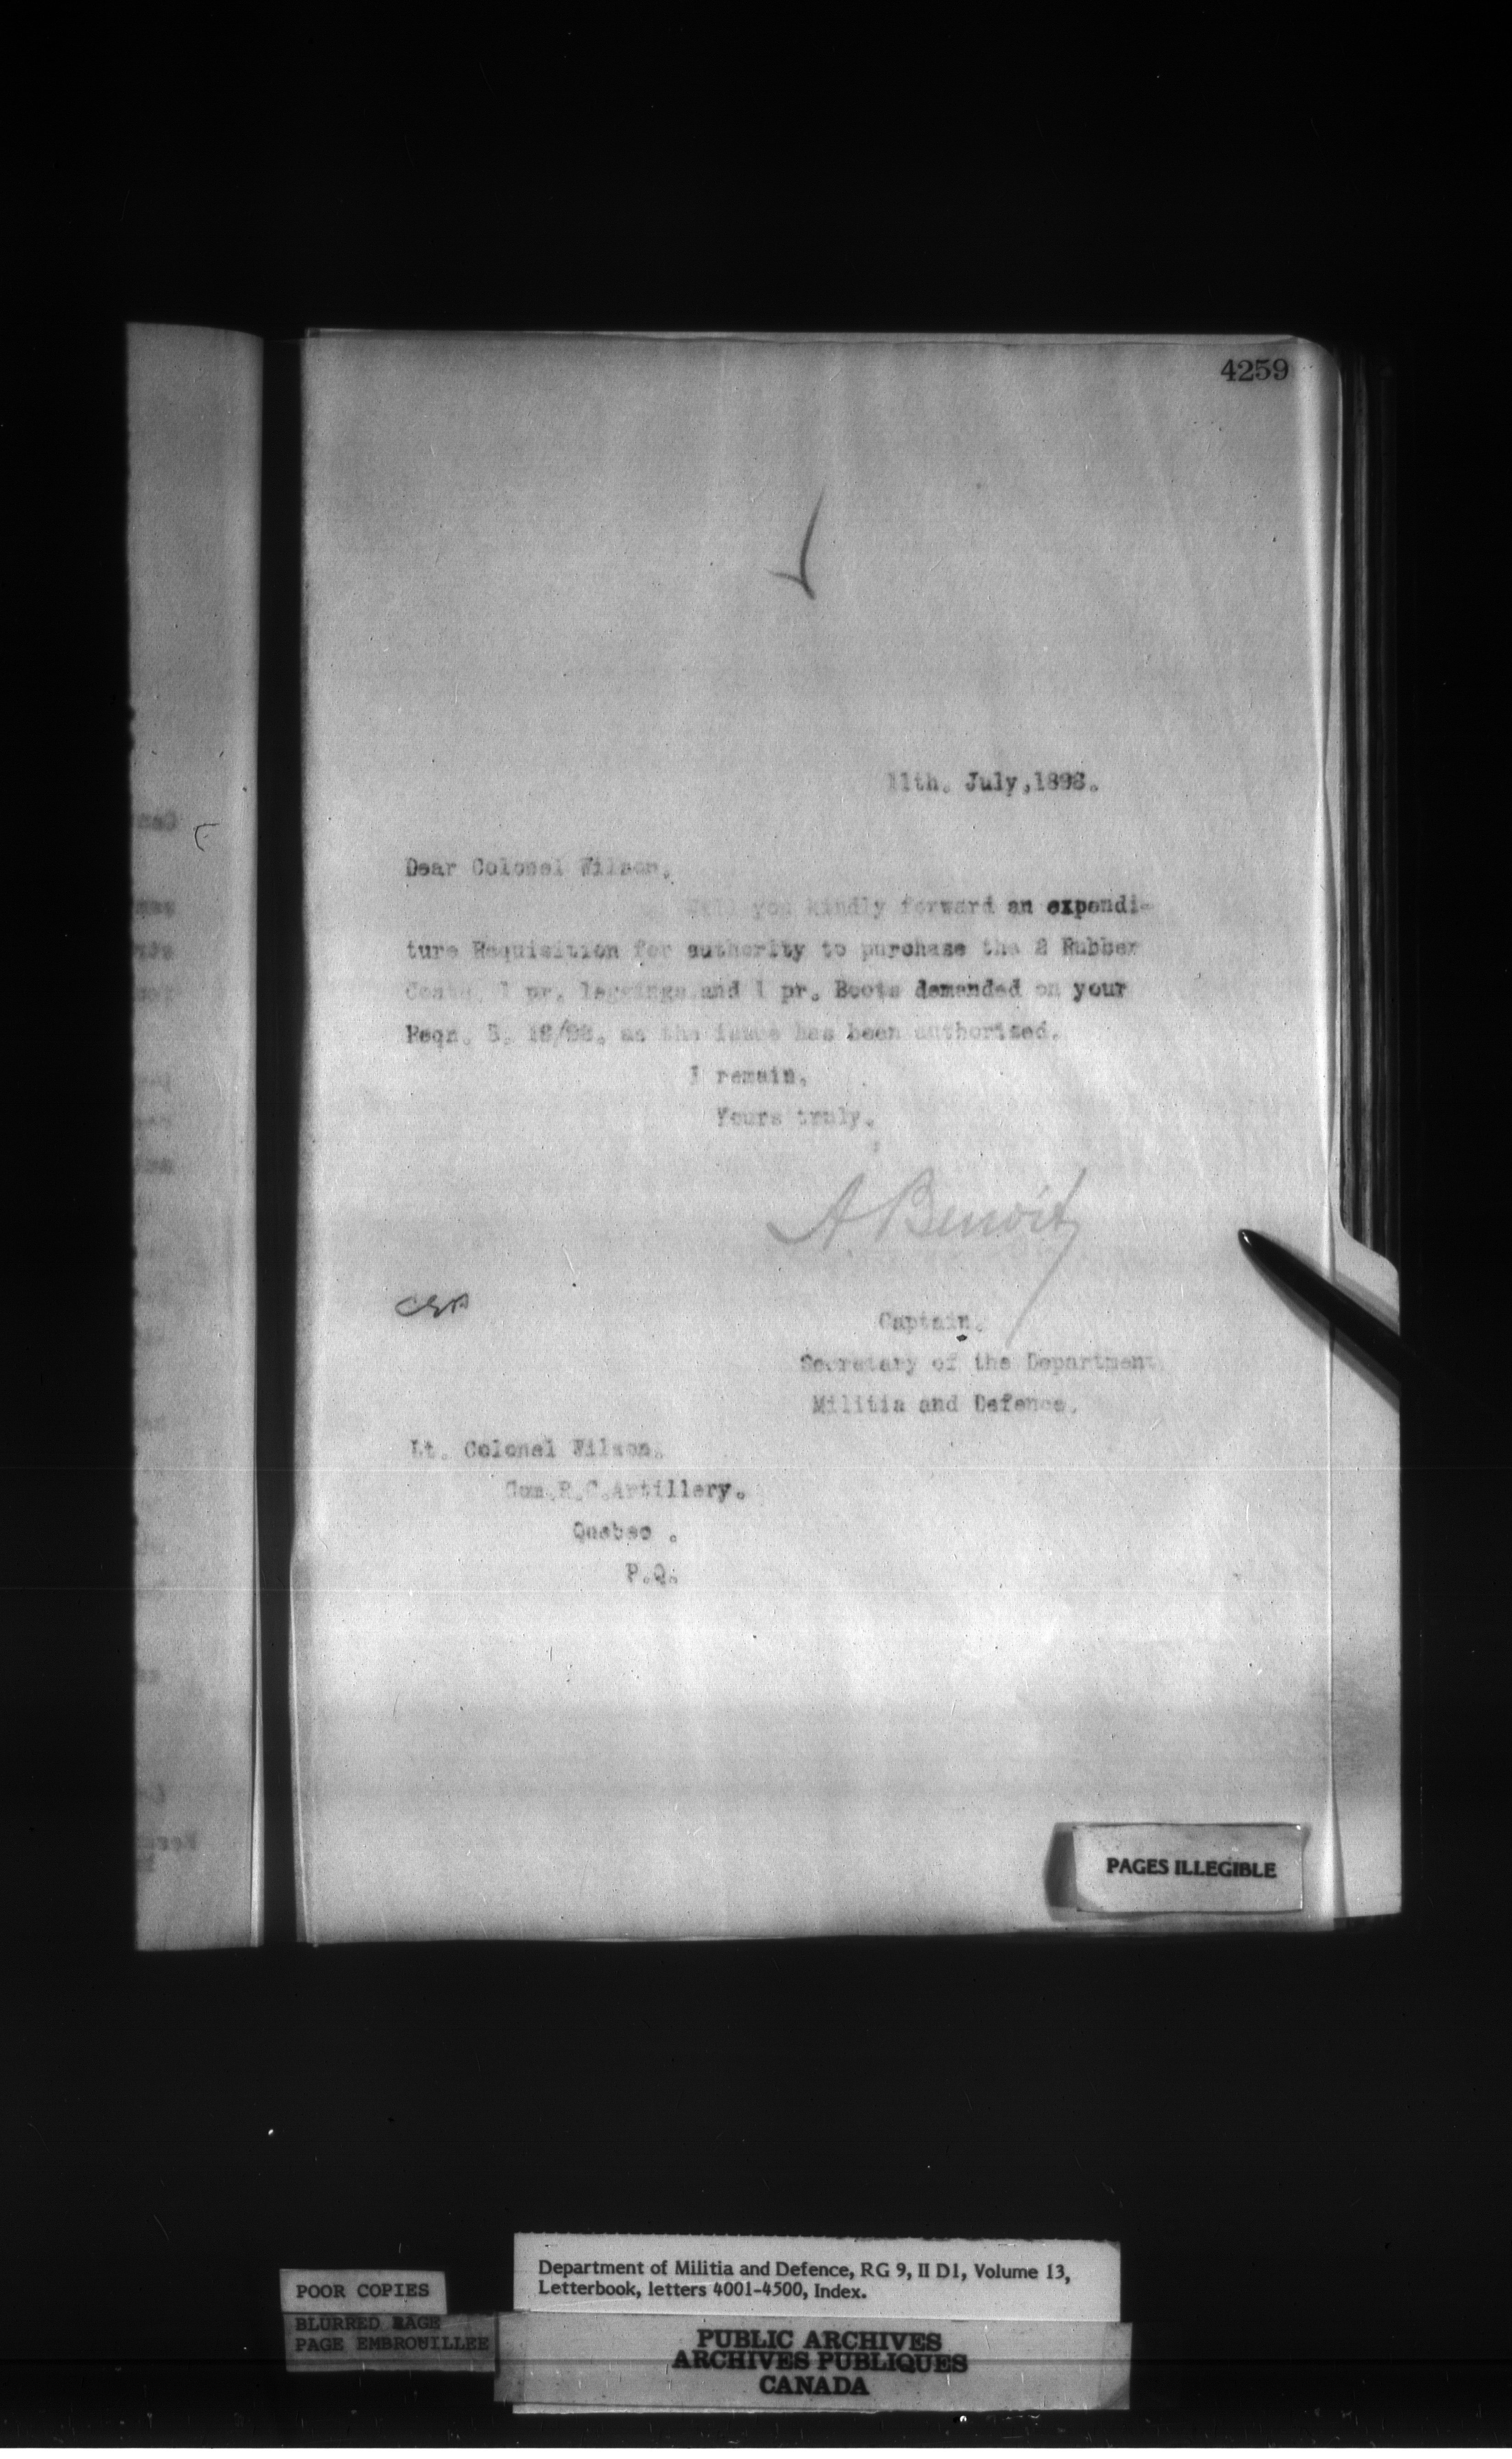 4259
11th. July,1898.
Dear Colonel Wilson.
Will you kindly forward an expendi-
ture Requisition for authority to purchase the 2 Rubber
Coats, 1 pr. leggings and 1 pr. Boots demanded on your
Reqn. as the issue has been authorized.
I remain.
Yours truly.
A Benoit
Captain.
Secretary of the Department
Militia and Defence.
Lt. Colonel Wilson.
Com.R.C.Artillery.
Quebec .
P.Q.
PAGES ILLEGIBLE
Department of Militia and Defence, RG 9, II D1, Volume 13,
Letterbook, letters 4001-4500, Index.
POOR COPIES
BLURRED PAGE
PAGE EMBROUILLEE
PUBLIC ARCHIVES
ARCHIVES PUBLIQUES
CANADA